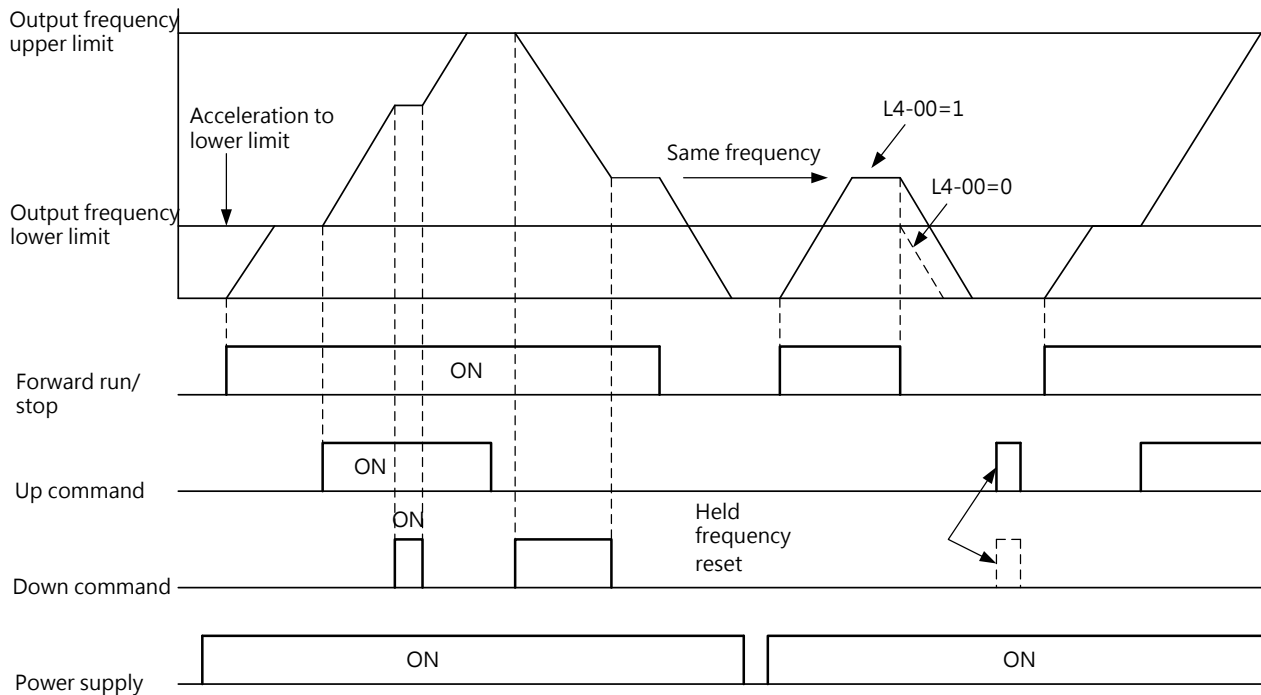 Output frequency
upper limit
Acceleration to
lower limit
L4-00=1
Same frequency
L4-00=0
Output frequency
lower limit
Forward run/
stop
ON
Up command
ON
Down command
ON
Held
frequency
reset
Power supply
ON
ON